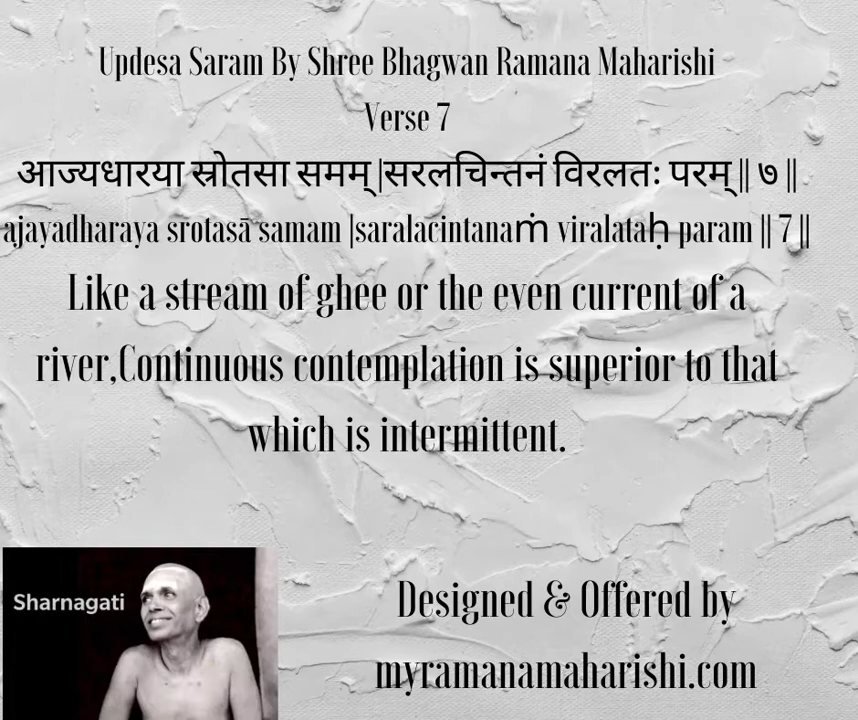 Updesa Saram By Shree Bhagwan Ramana Maharishi
Verse 7
आज्यधारया स्रोतसा समम् |सरलचिन्तनं विरलतः परम् || ७ ||
ajayadharaya srotasā samam |saralacintanaṁ viralataḥ param || 7 ||
Like a stream of ghee or the even current of a
river,Continuous contemplation is superior to that
which is intermittent.
Sharnagati
Designed & Offered by
myramanamaharishi.com